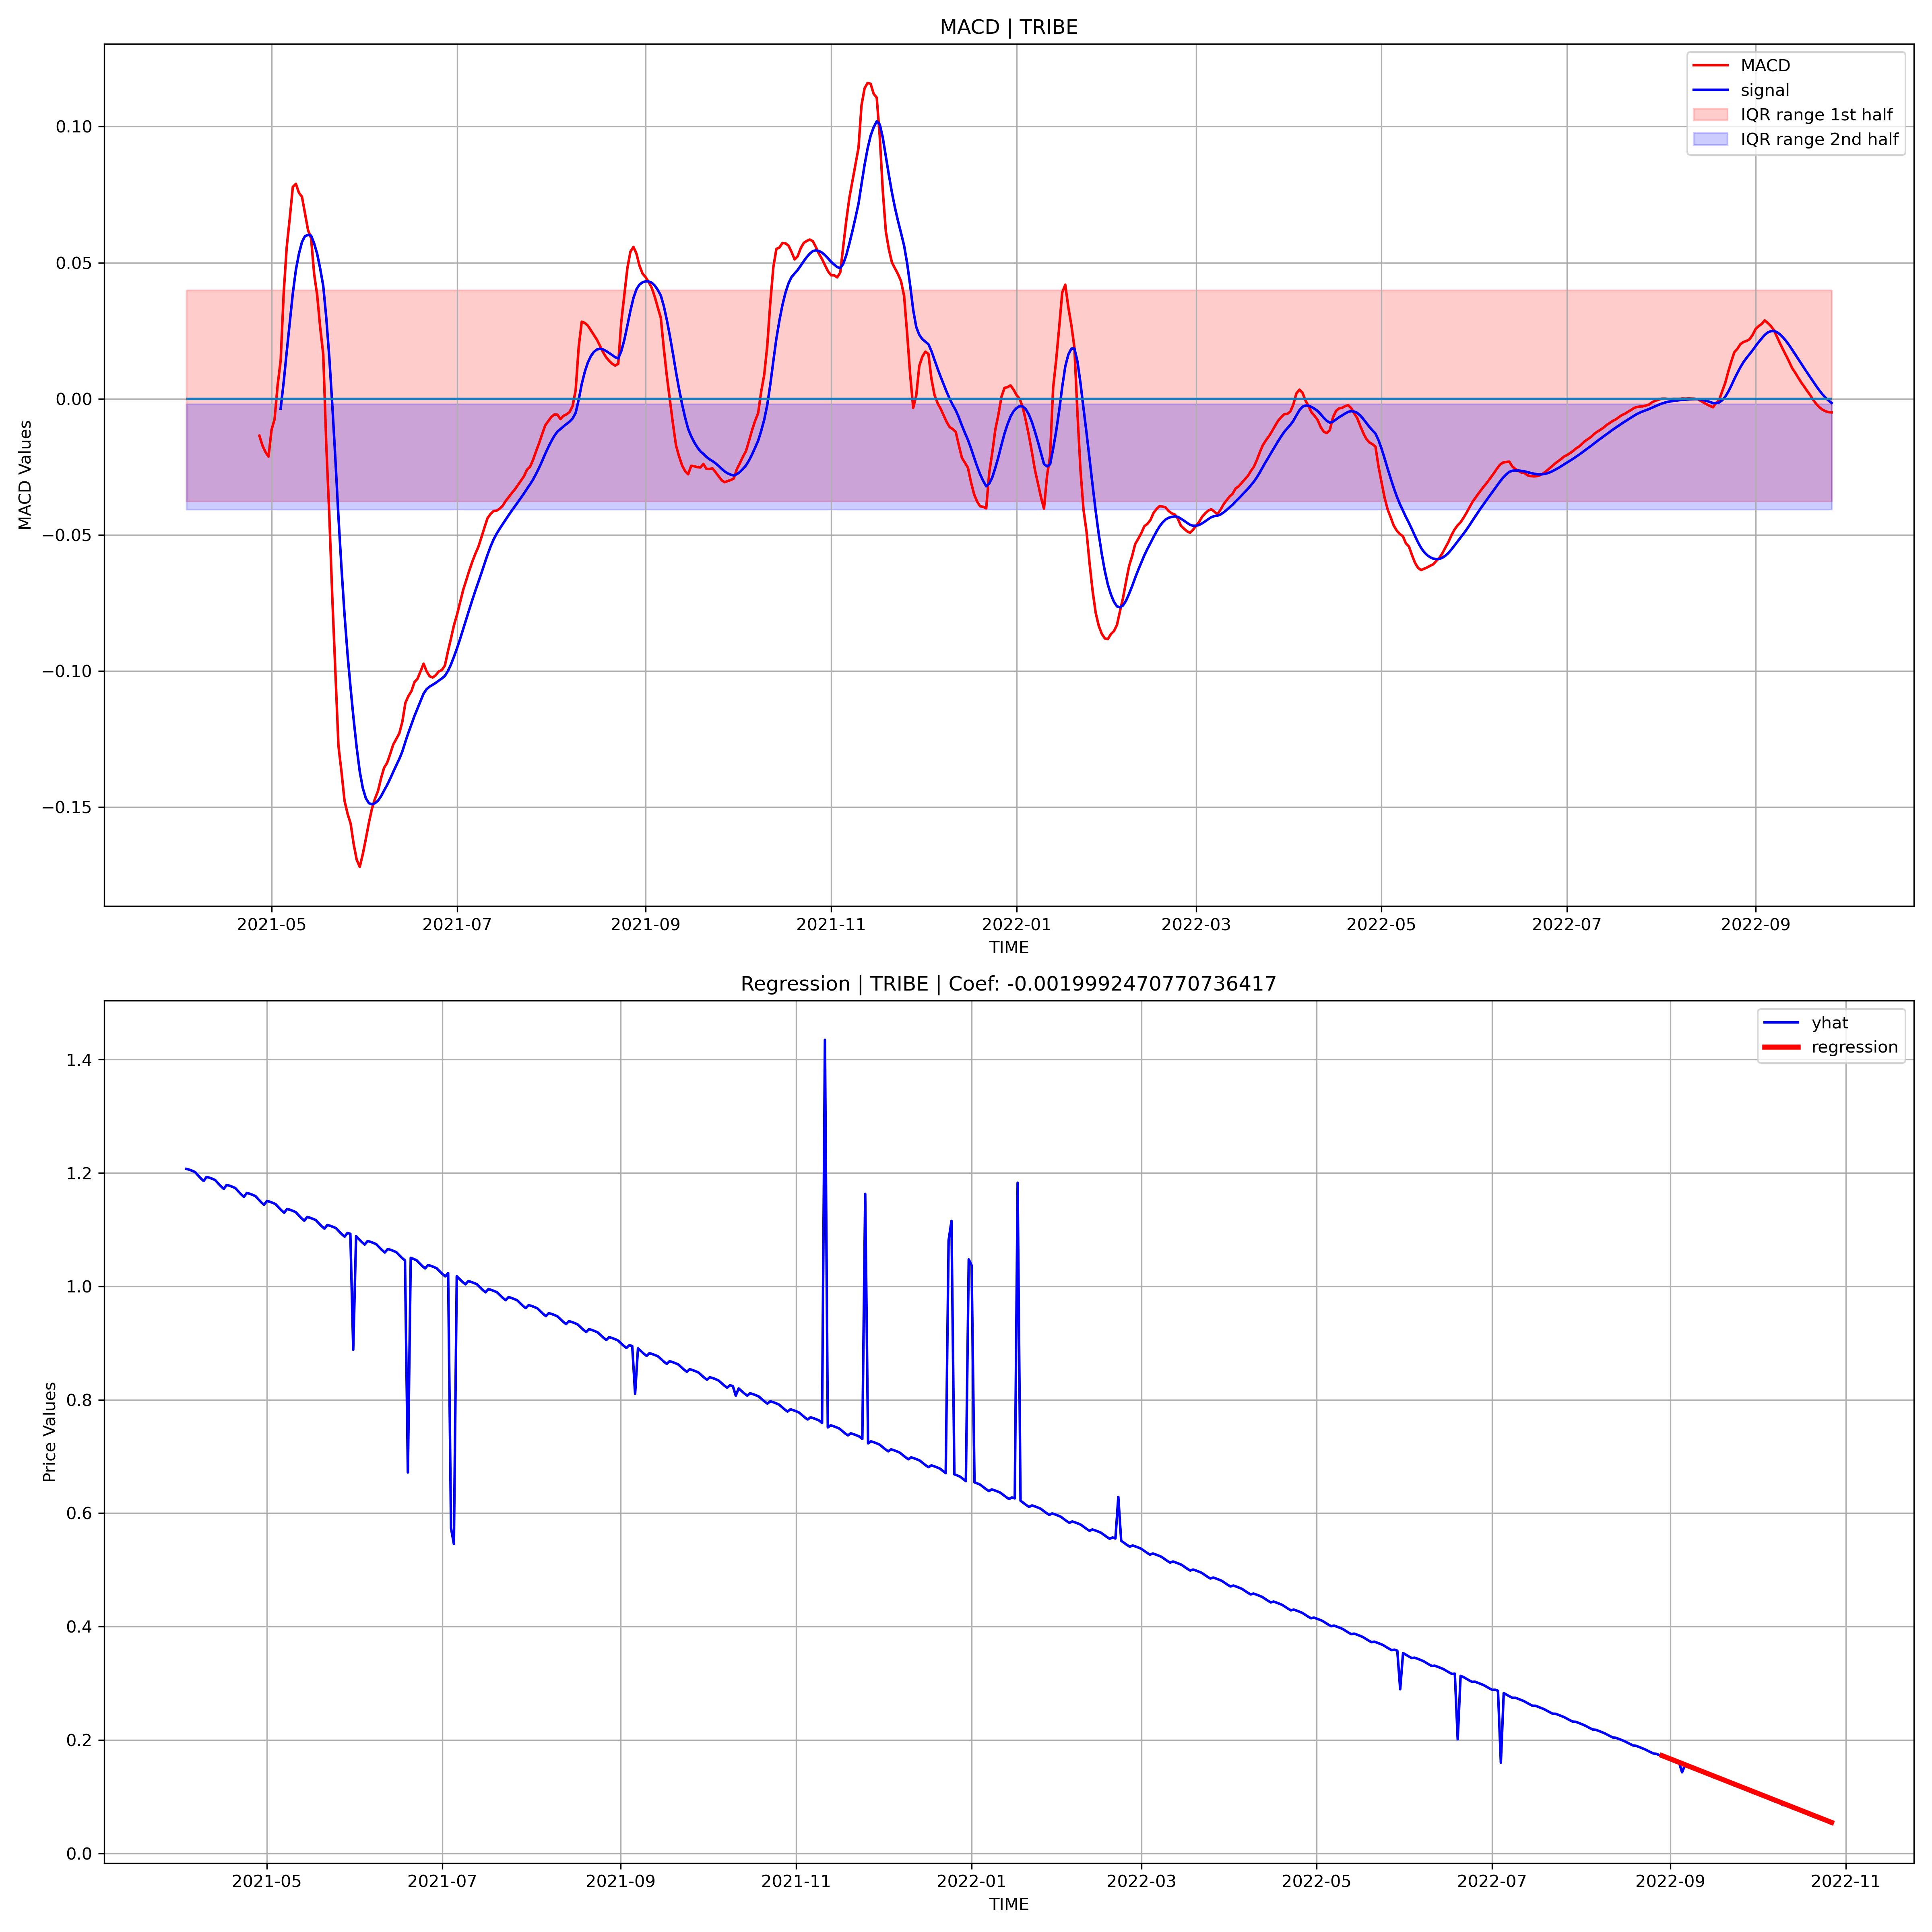 MACD | TRIBE
MACD
signal
IQR range 1st half
IQR range 2nd half
0.10
0.05
0.00
−0.05
−0.10
−0.15
MACD Values
2021-05 2021-07 2021-09 2021-11 2022-01 2022-03 2022-05 2022-07 2022-09
TIME
Regression | TRIBE | Coef: -0.0019992470770736417
yhat
regression
1.4
1.2
1.0
0.8
0.6
0.4
0.2
0.0
Price Values
2021-05 2021-07 2021-09 2021-11 2022-01 2022-03 2022-05 2022-07 2022-09 2022-11
TIME